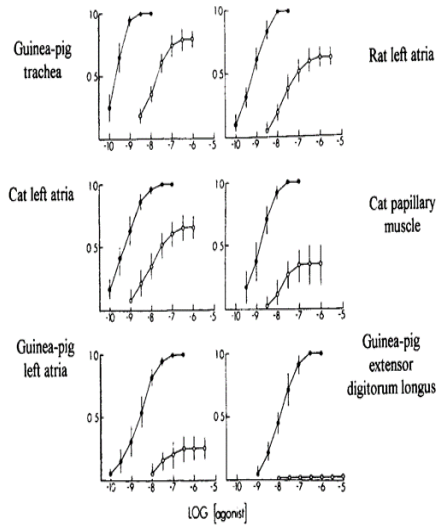 Guinea-pig
trachea
1.0
0.5
-10 -9 -8 -7 -6 -5
1.0
0.5
-10 -9 -8 -7 -6 -5
Rat left atria
Cat left atria
1.0
0.5
-10 -9 -8 -7 -6 -5
1.0
0.5
-10 -9 -8 -7 -6 -5
Cat papillary
muscle
Guinea-pig
left atria
1.0
0.5
-10 -9 -8 -7 -6 -5
1.0
0.5
-10 -9 -8 -7 -6 -5
Guinea-pig
extensor
digitorum longus
LOG [agonist]